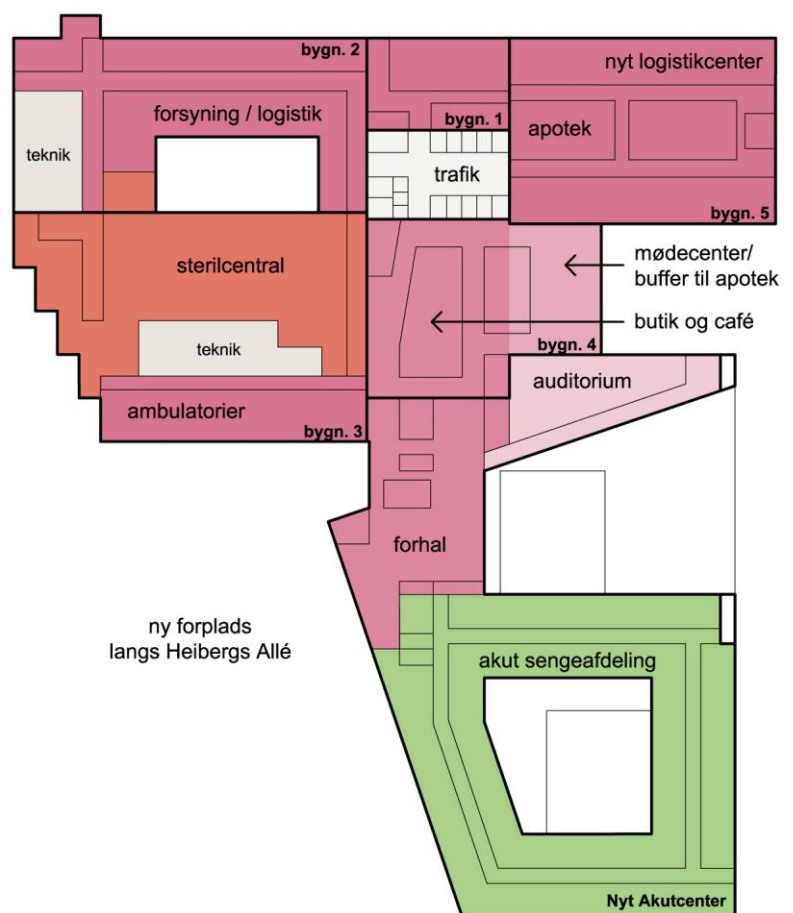 bygn. 2
nyt logistikcenter
forsyning / logistik
bygn. 1
apotek
teknik
trafik
bygn. 5
sterilcentral
mødecenter/
buffer til apotek
butik og café
teknik
bygn. 4
auditorium
ambulatorier
bygn. 3
forhal
ny forplads
langs Heibergs Allé
akut sengeafdeling
Nyt Akutcenter